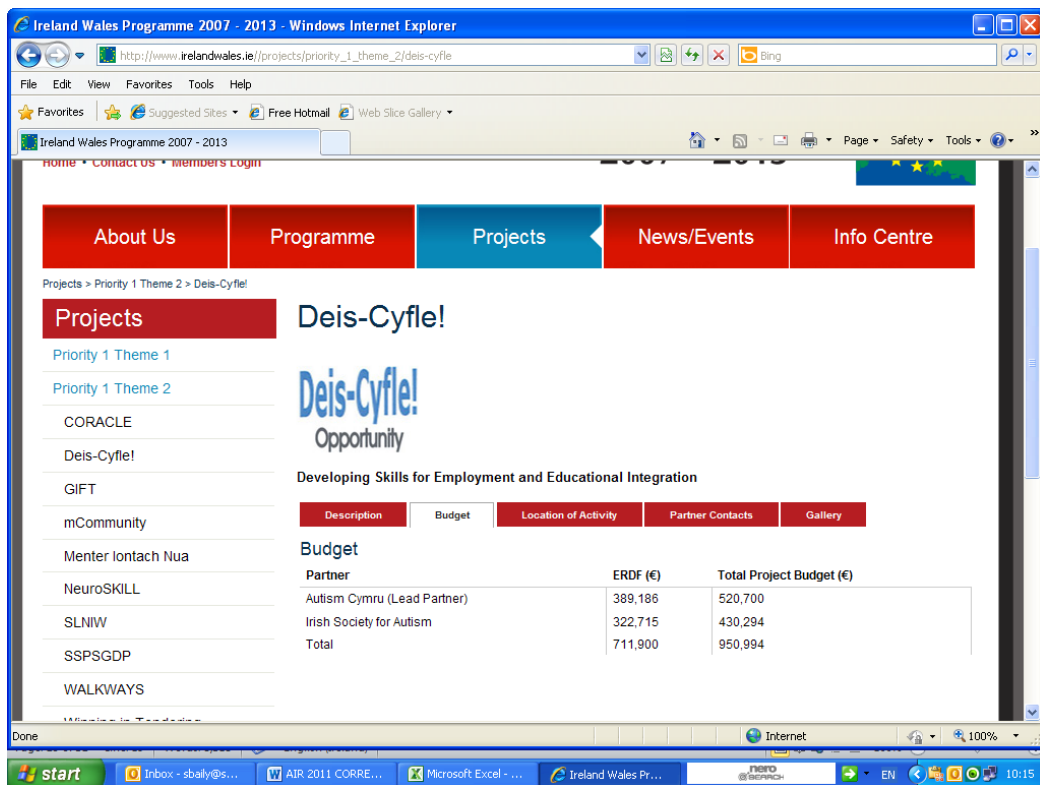 Ireland Wales Programme 2007 - 2013 - Windows Internet Explorer
http://www.irelandwales.ie//projects/priority_1_theme_2/deis-cyfle
Bing
File Edit View Favorites Tools Help
Favorites Suggested Sites Free Hotmail Web Slice Gallery
Ireland Wales Programme 2007 - 2013
Page Safety Tools
Home • Contact Us • Members Login
2007 - 2013
About Us Programme Projects News/Events Info Centre
Projects > Priority 1 Theme 2 > Deis-Cyfle!
Projects
Priority 1 Theme 1
Priority 1 Theme 2
CORACLE
Deis-Cyfle!
GIFT
mCommunity
Menter Iontach Nua
NeuroSKILL
SLNIW
SSPSGDP
WALKWAYS
Winning in Tendering
Deis-Cyfle!
Deis-Cyfle!
Opportunity
Developing Skills for Employment and Educational Integration
Description Budget Location of Activity Partner Contacts Gallery
Budget
Partner ERDF (€) Total Project Budget (€)
Autism Cymru (Lead Partner) 389,186 520,700
Irish Society for Autism 322,715 430,294
Total 711,900 950,994
Done Internet 100%
start Inbox - sbaily@s... AIR 2011 CORRE... Microsoft Excel - ... Ireland Wales Pr... nero @SEARCH EN 10:15